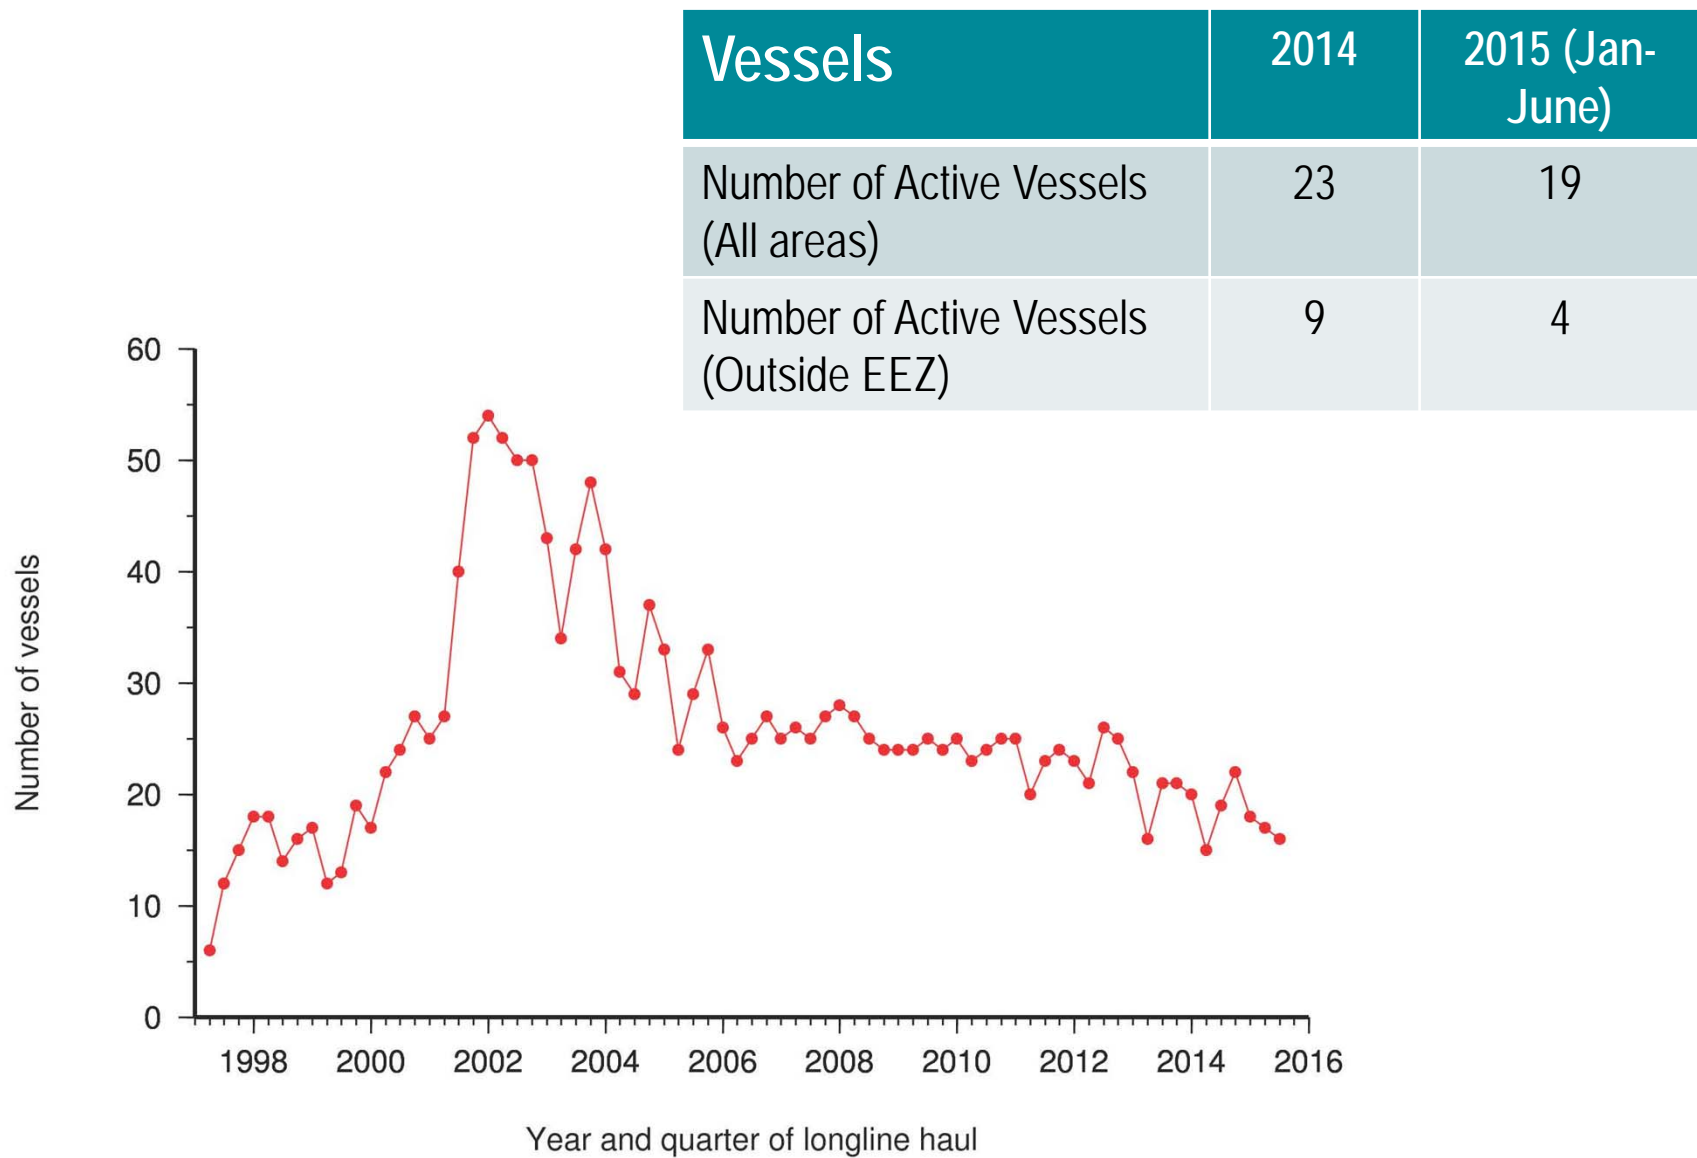 Vessels 2014 2015 (Jan-
June)
Number of Active Vessels 23 19
(All areas)
Number of Active Vessels 9 4
(Outside EEZ)
60
50
40
30
20
10
0
Number of vessels
1998 2000 2002 2004 2006 2008 2010 2012 2014 2016
Year and quarter of longline haul